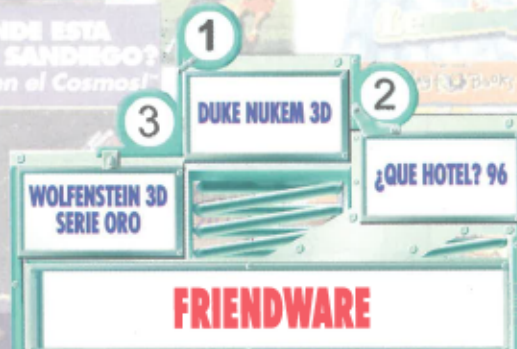 NDE ESTA
SANDIEGO?
en el Cosmos!
1
DUKE NUKEM 3D
2
¿QUE HOTEL? 96
3
WOLFENSTEIN 3D
SERIE ORO
FRIENDWARE